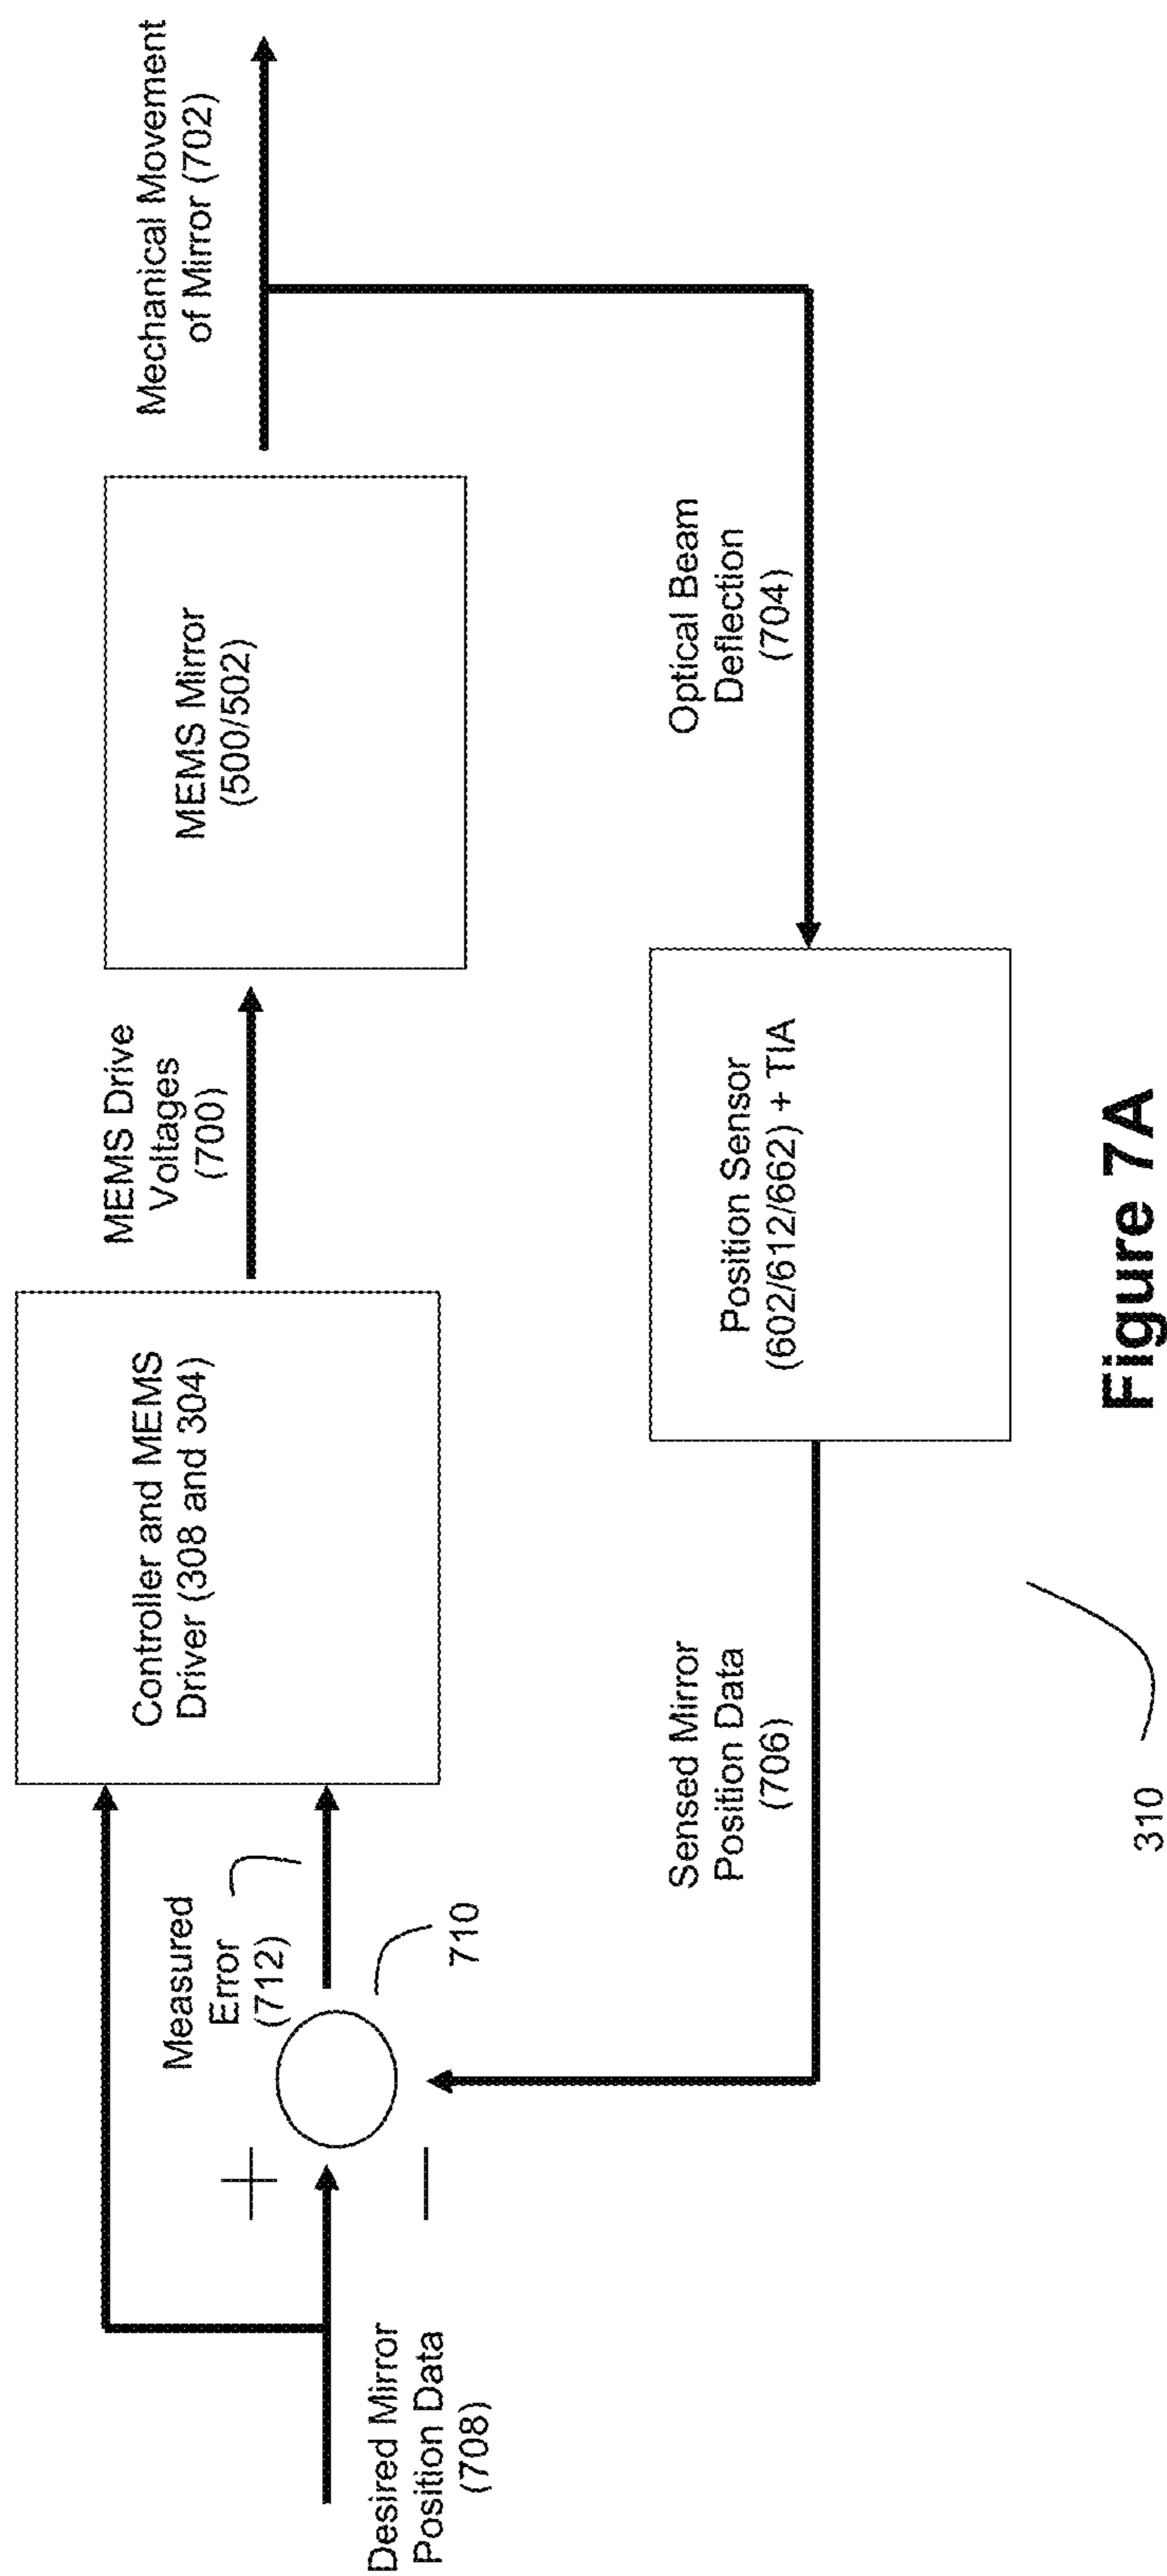 Desired Mirror
Position Data
(708)
+
–
Measured
Error
(712)
710
Controller and MEMS
Driver (308 and 304)
MEMS Drive
Voltages
(700)
MEMS Mirror
(500/502)
Mechanical Movement
of Mirror (702)
Optical Beam
Deflection
(704)
Position Sensor
(602/612/662) + TIA
Sensed Mirror
Position Data
(706)
310
Figure 7A